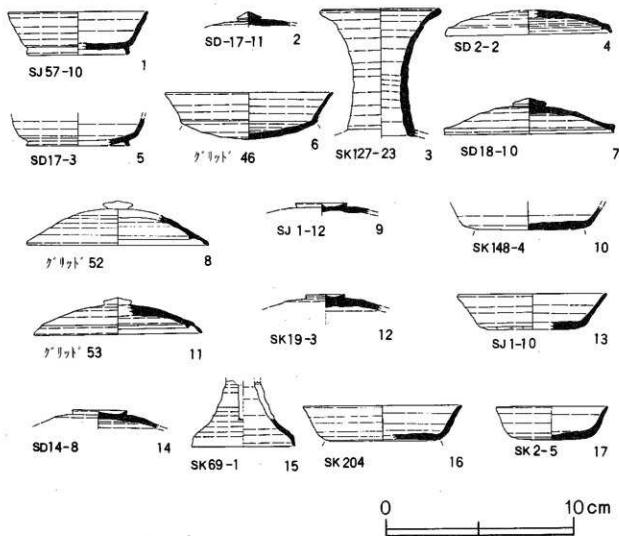 SJ57-10 1
SD-17-11 2
SK127-23 3
SD2-2 4
SD17-3 5
グリッド 46 6
SD18-10 7
グリッド 52 8
SJ1-12 9
SK148-4 10
グリッド 53 11
SK19-3 12
SJ1-10 13
SD14-8 14
SK69-1 15
SK204 16
SK2-5 17
0 10cm